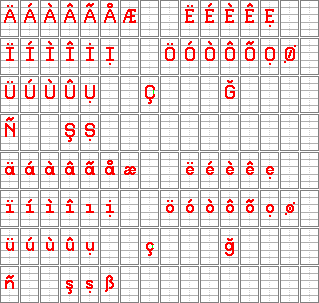 Ä Á À Â Ã Å Æ Ë É È Ê Ẹ
Ï Í Ì Î İ Ị Ö Ó Ò Ô Õ Ọ Ø
Ü Ú Ù Û Ụ Ç Ğ
Ñ Ş Ṣ
ä á à â ã å æ ë é è ê ẹ
ï í ì î ı ị ö ó ò ô õ ọ ø
ü ú ù û ụ ç ğ
ñ ş ṣ ß